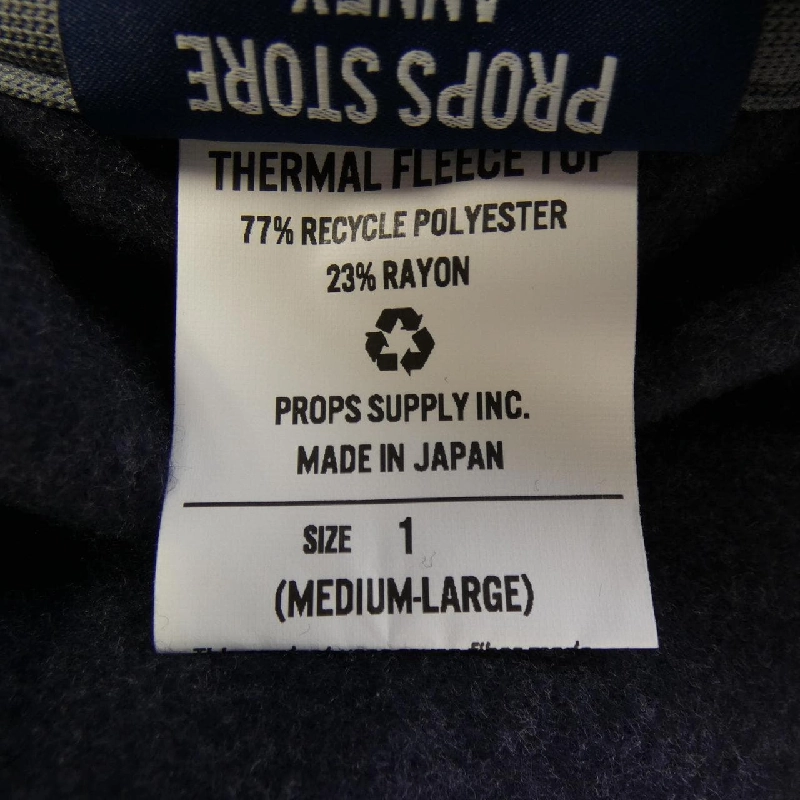 PROPS STORE
ANNEX
THERMAL FLEECE TOP
77% RECYCLE POLYESTER
23% RAYON
PROPS SUPPLY INC.
MADE IN JAPAN
SIZE 1
(MEDIUM-LARGE)